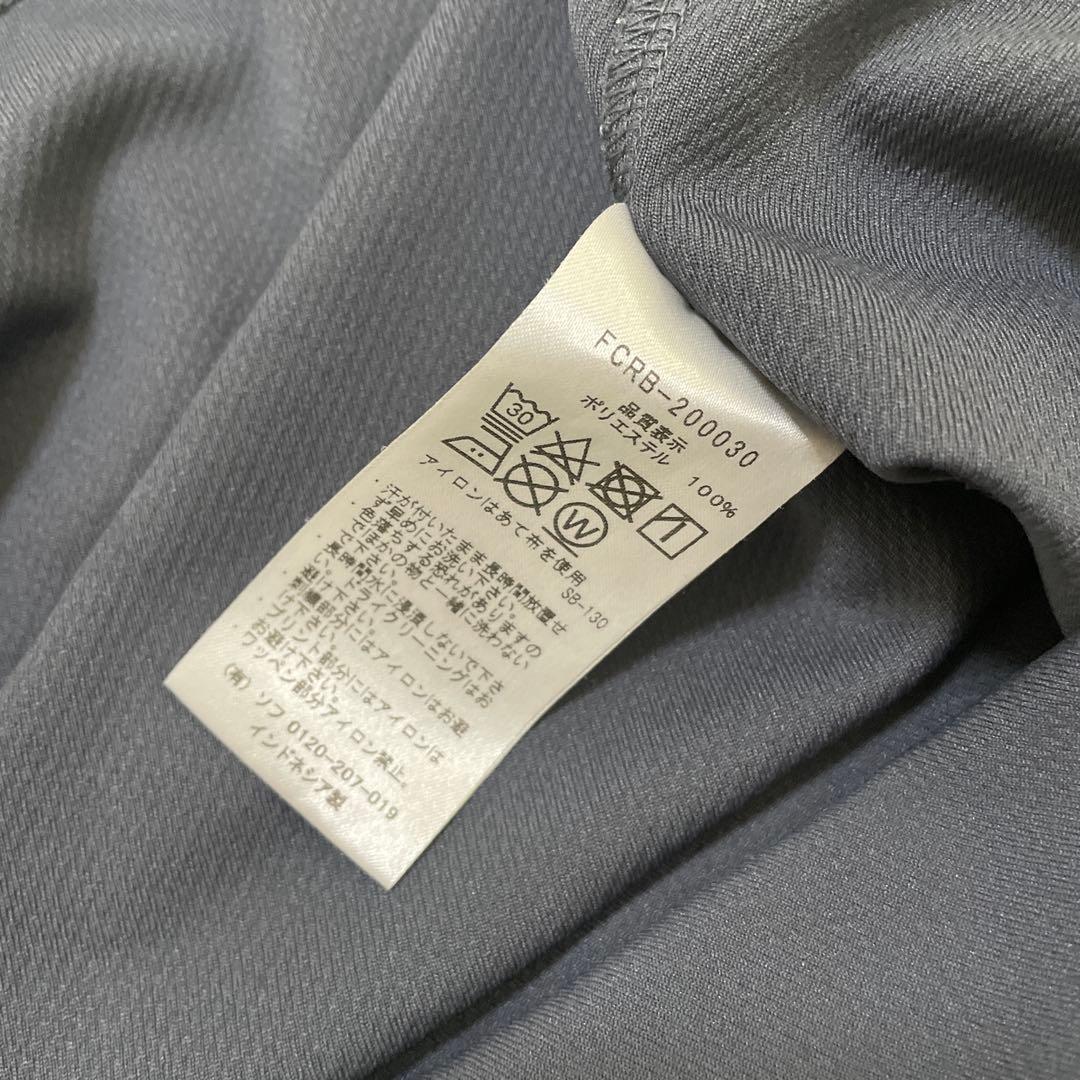 FCRB-200030
品質表示
ポリエステル 100%
30
W
アイロンはあて布を使用 SB-130
汗が付いたまま長時間放置せ
ず早めにお洗い下さい。
色落ちする恐れがありますの
でほかの物と一緒に洗わない
長時間水に浸漬しないで下さ
い。ドライクリーニングはお
避け下さい。
刺繍部分にはアイロンはお避
け下さい。
プリント部分にはアイロンは
お避け下さい。
ワッペン部分アイロン禁止。
(有) ソフ 0120-207-019
インドネシア製